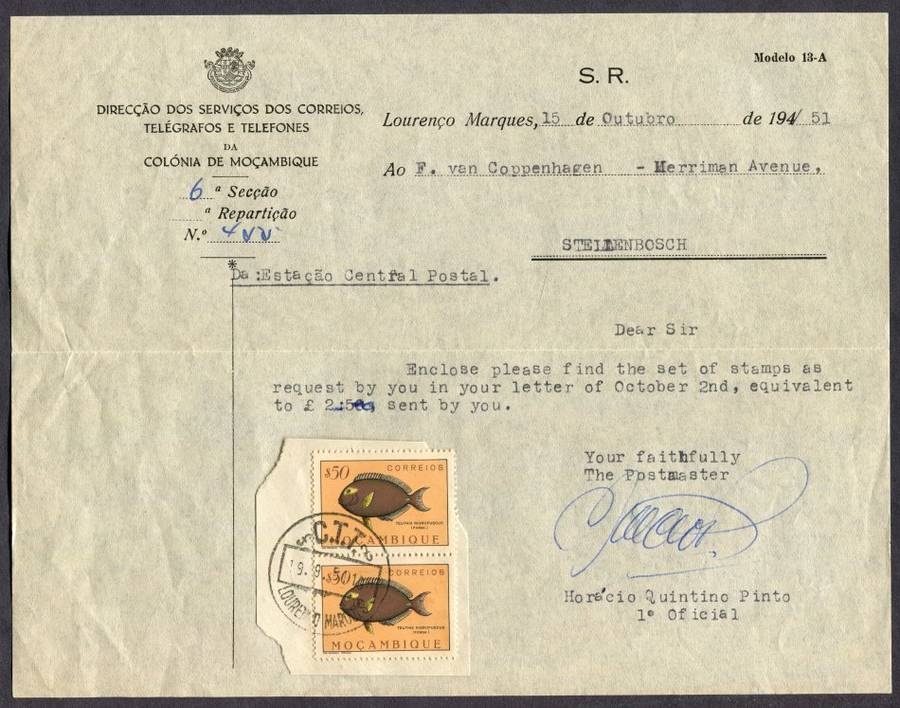 Modelo 13-A
S. R.
DIRECÇÃO DOS SERVIÇOS DOS CORREIOS,
TELÉGRAFOS E TELEFONES
DA
COLÓNIA DE MOÇAMBIQUE
6 ª Secção
ª Repartição
N.º
Lourenço Marques, 15 de Outubro de 194/ 51
Ao F. van Coppenhagen - Merriman Avenue,
STELLENBOSCH
*
Da :Estação Central Postal.
Dear Sir
Enclose please find the set of stamps as
request by you in your letter of October 2nd, equivalent
to £ sent by you.
Your faithfully
The Postmaster
Horácio Quintino Pinto
1º Oficial
$50 CORREIOS
MOÇAMBIQUE
$50 CORREIOS
MOÇAMBIQUE
C.T.T.
LOURENÇO MARQ